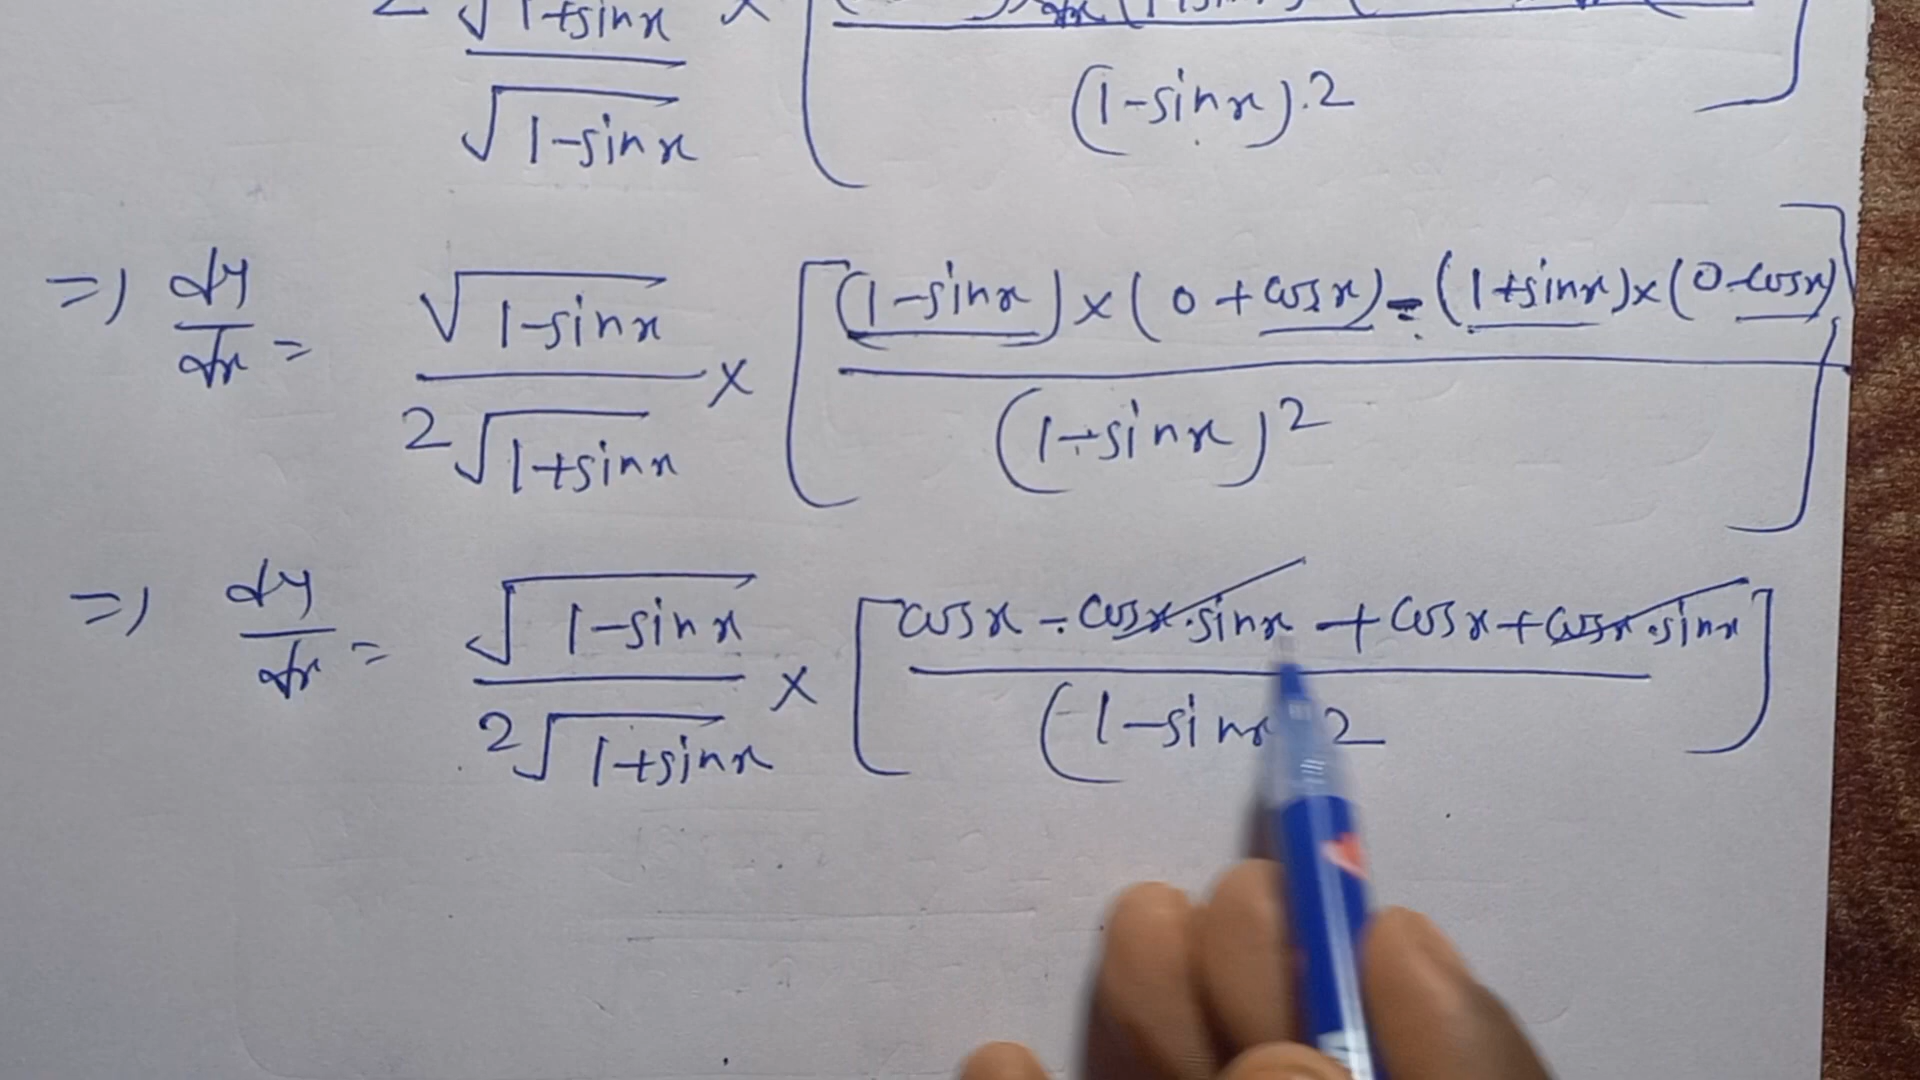 2 √1+sinx ×
√1-sinx
(1-sinx).2
=) dy/dx = √1-sinx / 2√1+sinx × [(1-sinx)×(0+cosx)-(1+sinx)×(0-cosx) / (1-sinx)2]
=) dy/dx = √1-sinx / 2√1+sinx × [cosx-cosx.sinx+cosx+cosx.sinx / (1-sinx 2]